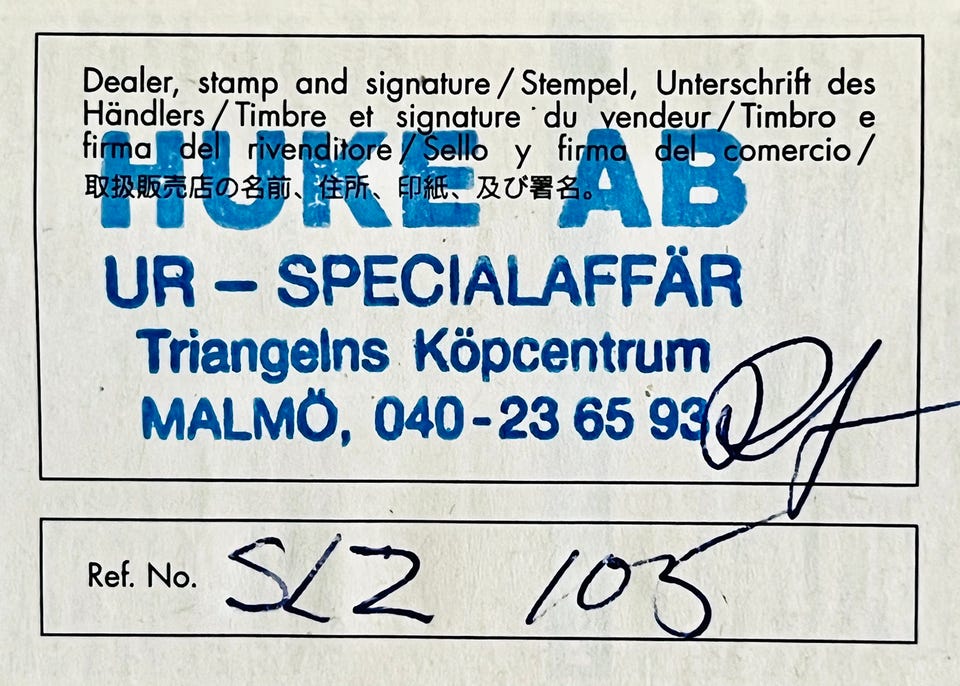 Dealer, stamp and signature / Stempel, Unterschrift des
Händlers / Timbre et signature du vendeur / Timbro e
firma del rivenditore / Sello y firma del comercio /
取扱販売店の名前、住所、印紙、及び署名。
HUKE AB
UR – SPECIALAFFÄR
Triangelns Köpcentrum
MALMÖ, 040-23 65 93
Ref. No. SLZ 103